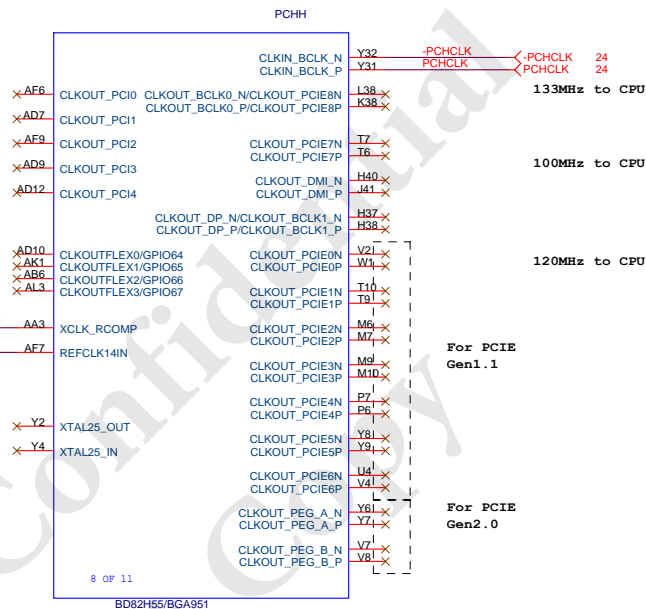 PCHH
CLKIN_BCLK_N Y32 -PCHCLK -PCHCLK 24
CLKIN_BCLK_P Y31 PCHCLK PCHCLK 24
AF6 CLKOUT_PCI0 CLKOUT_BCLK0_N/CLKOUT_PCIE8N L38 133MHz to CPU
CLKOUT_BCLK0_P/CLKOUT_PCIE8P K38
AD7 CLKOUT_PCI1
AF9 CLKOUT_PCI2 CLKOUT_PCIE7N T7
CLKOUT_PCIE7P T6
AD9 CLKOUT_PCI3 100MHz to CPU
CLKOUT_DMI_N H40
AD12 CLKOUT_PCI4 CLKOUT_DMI_P J41
CLKOUT_DP_N/CLKOUT_BCLK1_N H37
CLKOUT_DP_P/CLKOUT_BCLK1_P H38
AD10 CLKOUTFLEX0/GPIO64 CLKOUT_PCIE0N V2
AK1 CLKOUTFLEX1/GPIO65 CLKOUT_PCIE0P W1 120MHz to CPU
AB6 CLKOUTFLEX2/GPIO66
AL3 CLKOUTFLEX3/GPIO67 CLKOUT_PCIE1N T10
CLKOUT_PCIE1P T9
AA3 XCLK_RCOMP CLKOUT_PCIE2N M6
CLKOUT_PCIE2P M7
AF7 REFCLK14IN For PCIE
CLKOUT_PCIE3N M9 Gen1.1
CLKOUT_PCIE3P M10
CLKOUT_PCIE4N P7
CLKOUT_PCIE4P P6
Y2 XTAL25_OUT
CLKOUT_PCIE5N Y8
Y4 XTAL25_IN CLKOUT_PCIE5P Y9
CLKOUT_PCIE6N U4
CLKOUT_PCIE6P V4
CLKOUT_PEG_A_N Y6 For PCIE
CLKOUT_PEG_A_P Y7 Gen2.0
CLKOUT_PEG_B_N V7
CLKOUT_PEG_B_P V8
8 OF 11
BD82H55/BGA951
Confidential
Copy